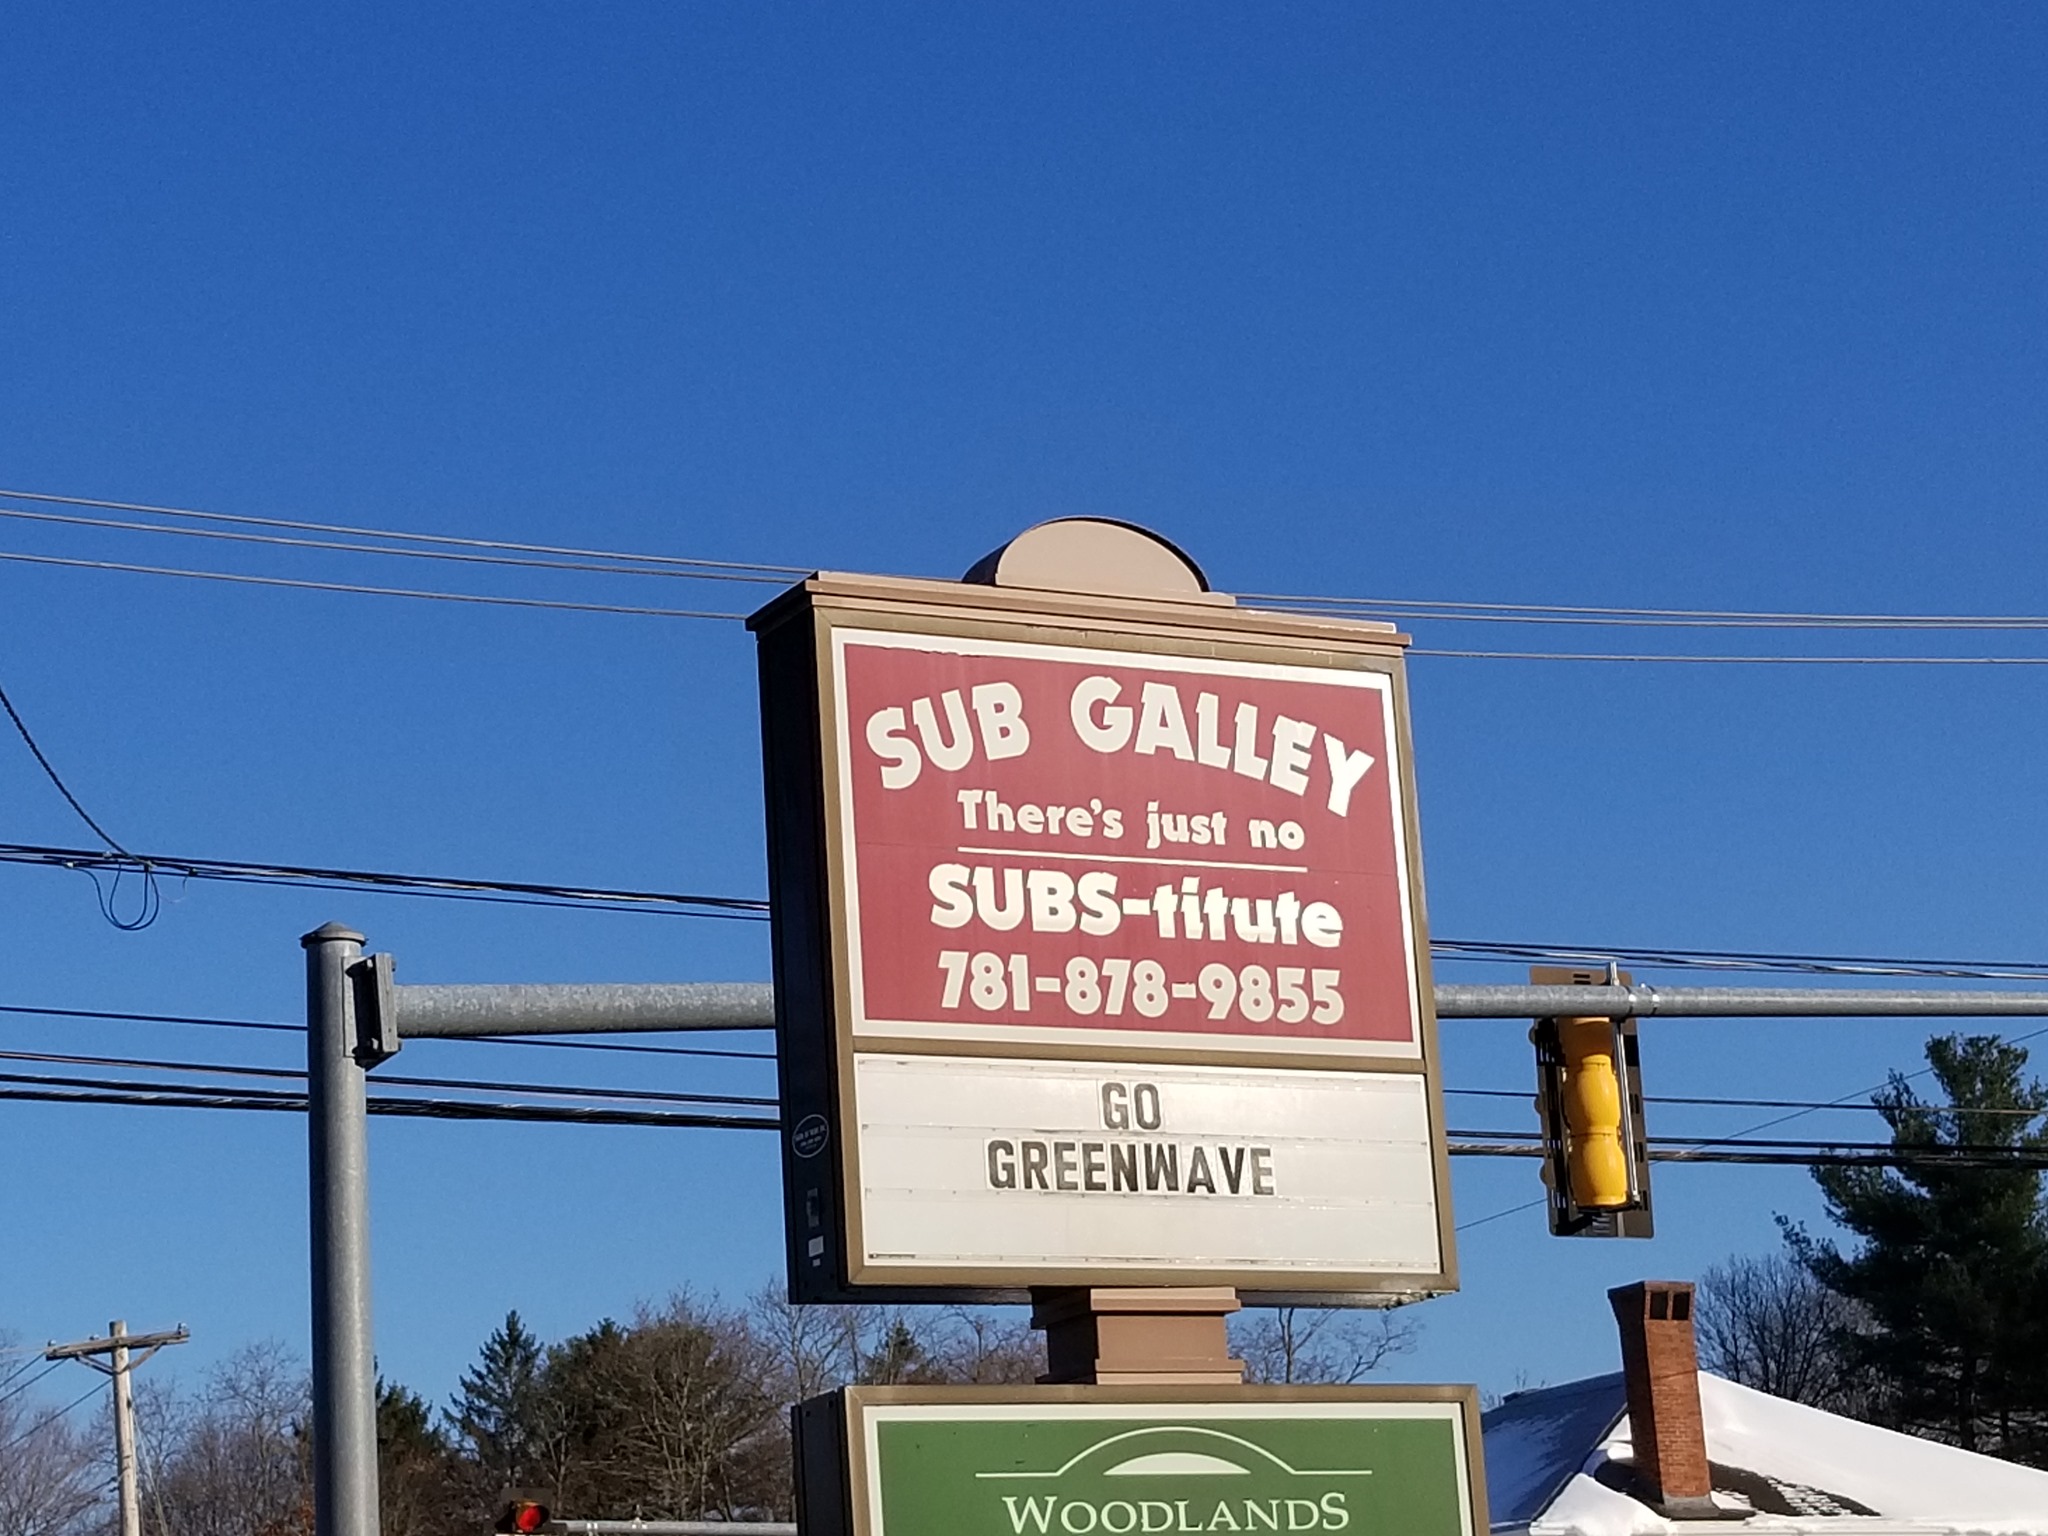 SUB GALLEY
There's just no
SUBS-titute
781-878-9855
GO
GREENWAVE
WOODLANDS